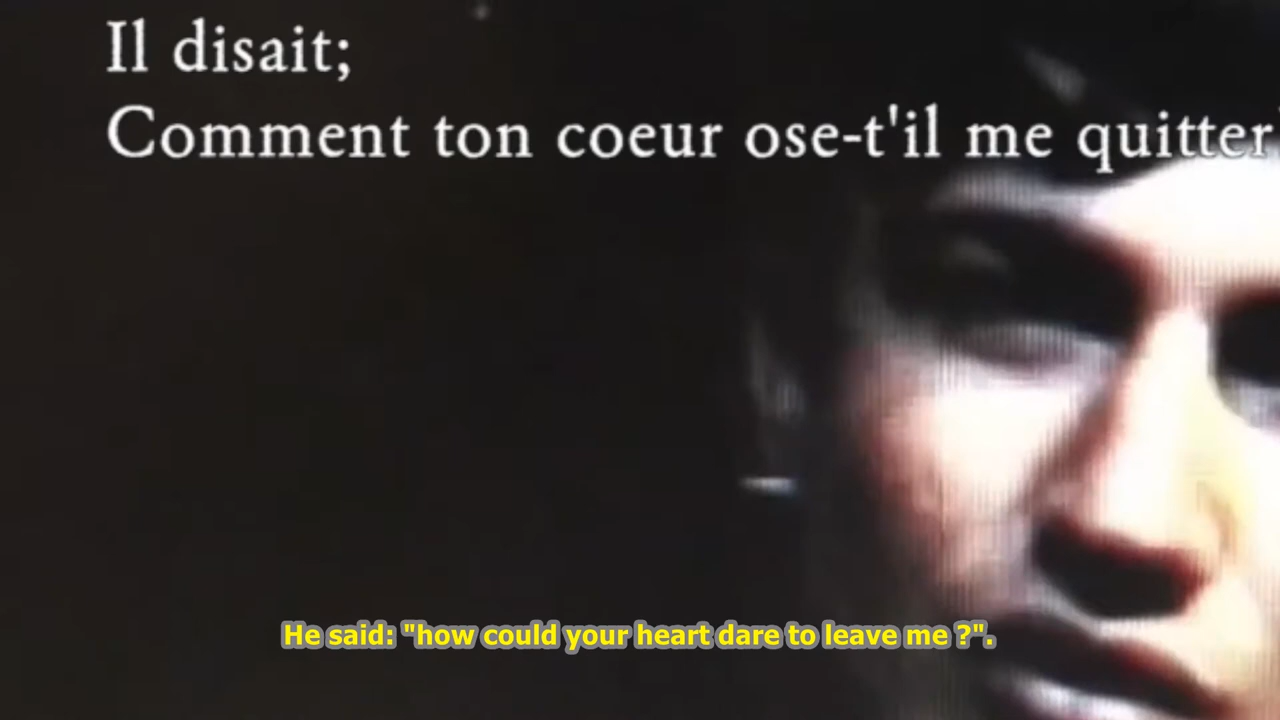 Il disait;
Comment ton coeur ose-t'il me quitter
He said: "how could your heart dare to leave me ?".